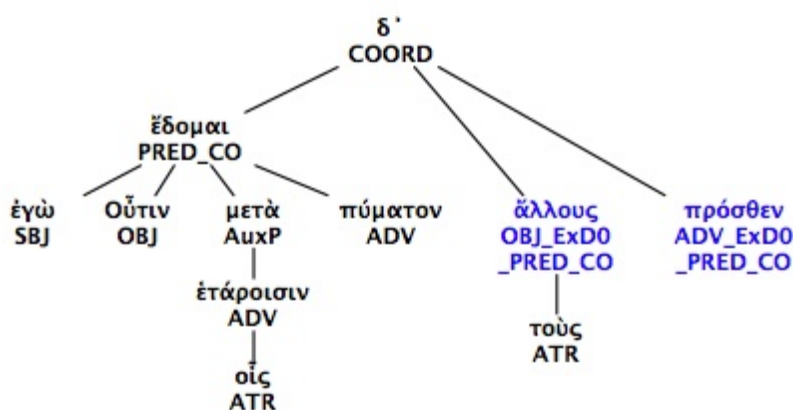 δ᾽
COORD
ἔδομαι
PRED_CO
ἐγὼ Οὖτιν μετὰ πύματον ἄλλους πρόσθεν
SBJ OBJ AuxP ADV OBJ_ExD0 ADV_ExD0
_PRED_CO _PRED_CO
ἑτάροισιν
ADV
τοὺς
ATR
οἷς
ATR